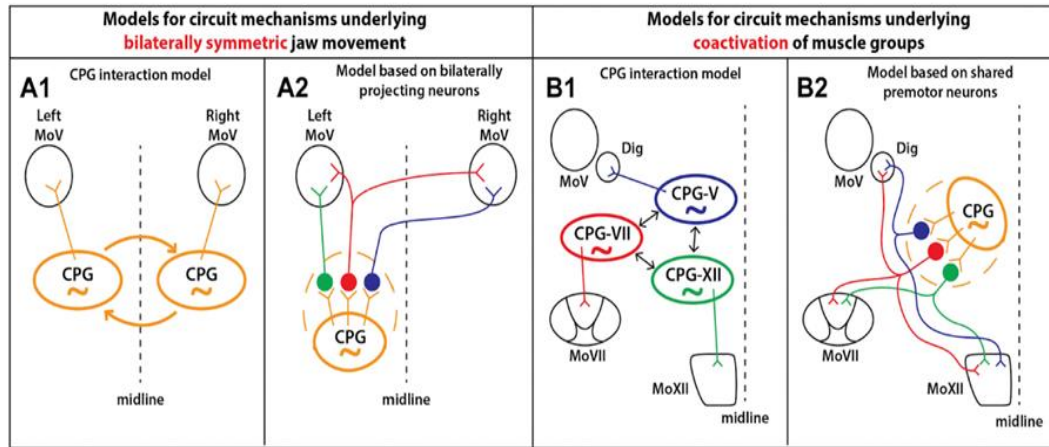 Models for circuit mechanisms underlying
bilaterally symmetric jaw movement
Models for circuit mechanisms underlying
coactivation of muscle groups
A1
CPG interaction model
Left
MoV
Right
MoV
CPG
~
CPG
~
midline
A2
Model based on bilaterally
projecting neurons
Left
MoV
Right
MoV
CPG
~
midline
B1
CPG interaction model
MoV
Dig
CPG-V
~
CPG-VII
~
CPG-XII
~
MoVII
MoXII
midline
B2
Model based on shared
premotor neurons
MoV
Dig
CPG
~
MoVII
MoXII
midline